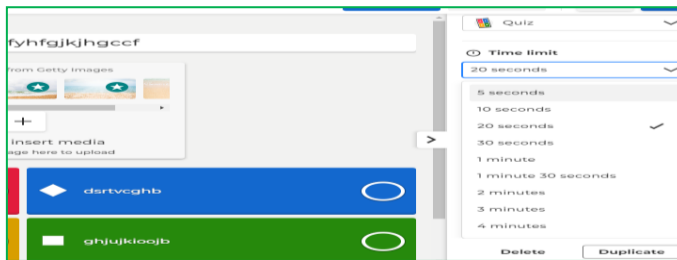 fyhfgjkjhgccf
from Getty Images
+
insert media
age here to upload
dsrtvcghb
ghjujkioojb
>
Quiz
Time limit
20 seconds
5 seconds
10 seconds
20 seconds
30 seconds
1 minute
1 minute 30 seconds
2 minutes
3 minutes
4 minutes
Delete
Duplicate